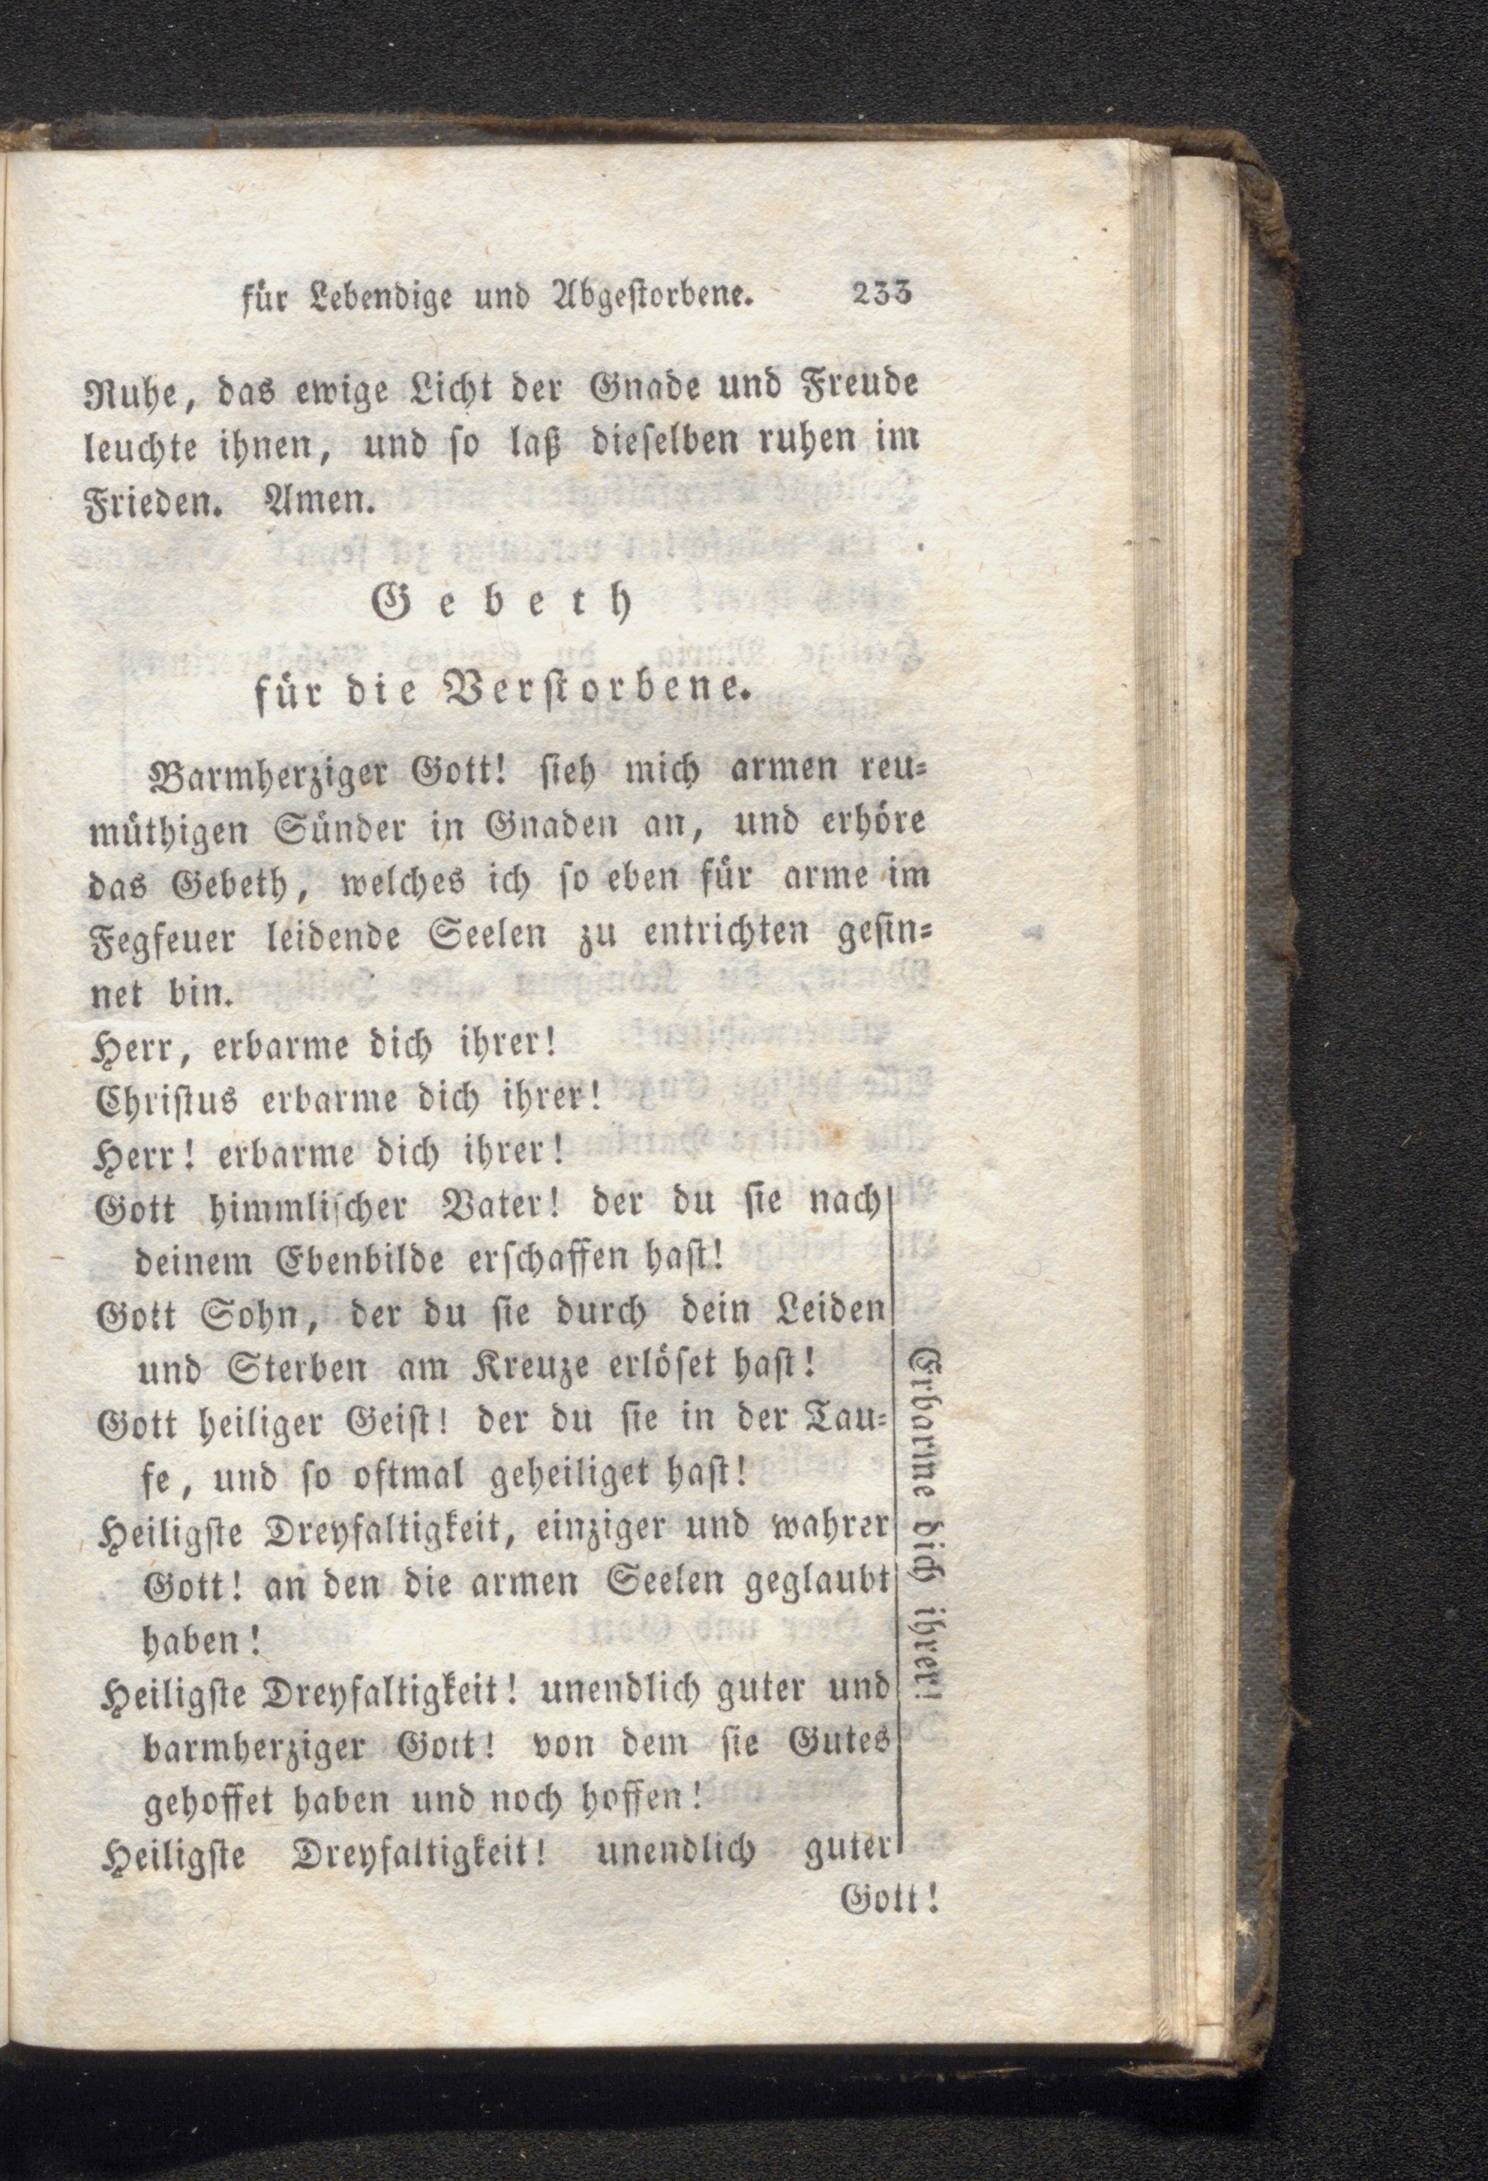 für Lebendige und Abgestorbene. 233
Ruhe, das ewige Licht der Gnade und Freude
leuchte ihnen, und so laß dieselben ruhen im
Frieden. Amen.
Gebeth
für die Verstorbene.
Barmherziger Gott! sieh mich armen reu-
müthigen Sünder in Gnaden an, und erhöre
das Gebeth, welches ich so eben für arme im
Fegfeuer leidende Seelen zu entrichten gesin-
net bin.
Herr, erbarme dich ihrer!
Christus erbarme dich ihrer!
Herr! erbarme dich ihrer!
Gott himmlischer Vater! der du sie nach
deinem Ebenbilde erschaffen hast!
Gott Sohn, der du sie durch dein Leiden
und Sterben am Kreuze erlöset hast!
Gott heiliger Geist! der du sie in der Tau-
fe, und so oftmal geheiliget hast!
Heiligste Dreyfaltigkeit, einziger und wahrer
Gott! an den die armen Seelen geglaubt
haben!
Heiligste Dreyfaltigkeit! unendlich guter und
barmherziger Gott! von dem sie Gutes
gehoffet haben und noch hoffen!
Heiligste Dreyfaltigkeit! unendlich guter
Erbarme dich ihrer!
Gott!